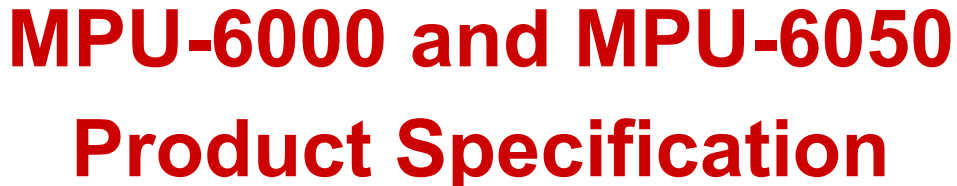 MPU-6000 and MPU-6050
Product Specification